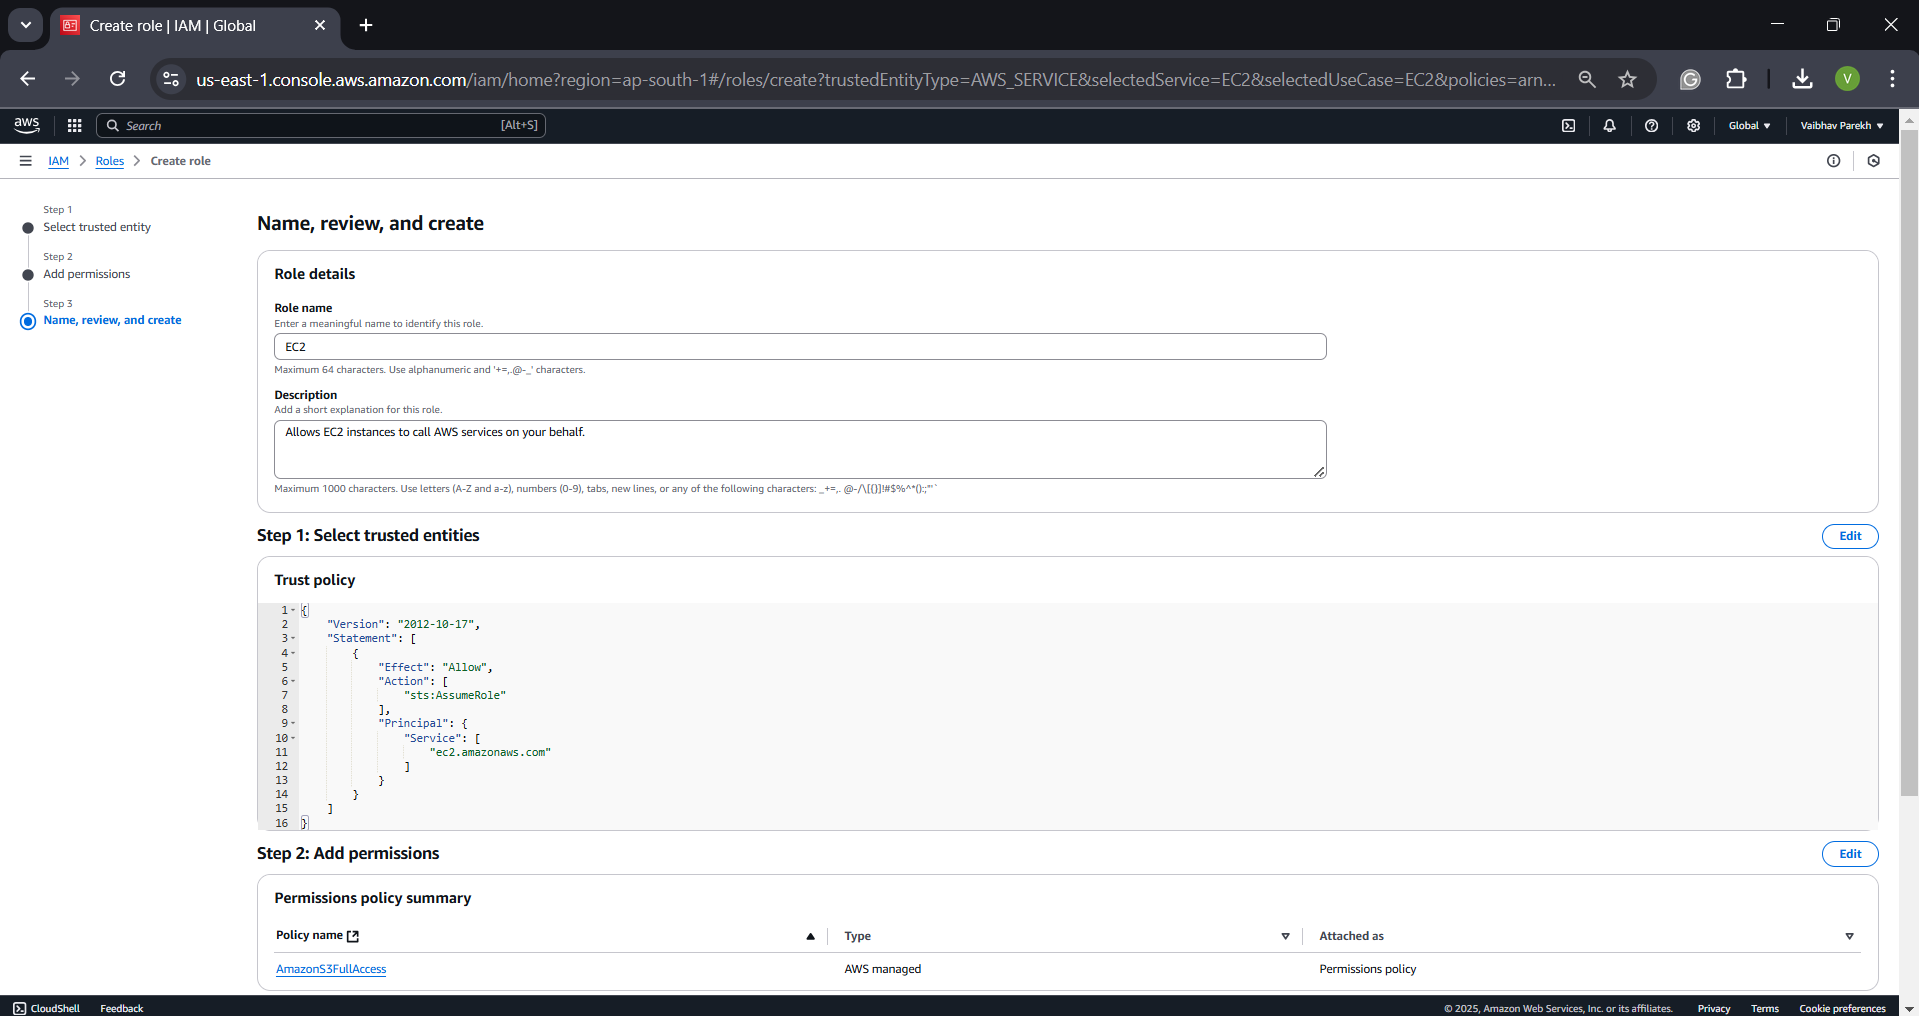 Create role | IAM | Global
us-east-1.console.aws.amazon.com/iam/home?region=ap-south-1#/roles/create?trustedEntityType=AWS_SERVICE&selectedService=EC2&selectedUseCase=EC2&policies=arn...
V
aws
Search
[Alt+S]
Global
Vaibhav Parekh
IAM
Roles
Create role
Step 1
Select trusted entity
Step 2
Add permissions
Step 3
Name, review, and create
Name, review, and create
Role details
Role name
Enter a meaningful name to identify this role.
EC2
Maximum 64 characters. Use alphanumeric and '+=,.@-_' characters.
Description
Add a short explanation for this role.
Allows EC2 instances to call AWS services on your behalf.
Maximum 1000 characters. Use letters (A-Z and a-z), numbers (0-9), tabs, new lines, or any of the following characters: _+=,. @-/\[{}]!#$%^*();:"'`
Step 1: Select trusted entities
Edit
Trust policy
1 {
2 "Version": "2012-10-17",
3 "Statement": [
4 {
5 "Effect": "Allow",
6 "Action": [
7 "sts:AssumeRole"
8 ],
9 "Principal": {
10 "Service": [
11 "ec2.amazonaws.com"
12 ]
13 }
14 }
15 ]
16 }
Step 2: Add permissions
Edit
Permissions policy summary
Policy name
Type
Attached as
AmazonS3FullAccess
AWS managed
Permissions policy
CloudShell
Feedback
© 2025, Amazon Web Services, Inc. or its affiliates.
Privacy
Terms
Cookie preferences